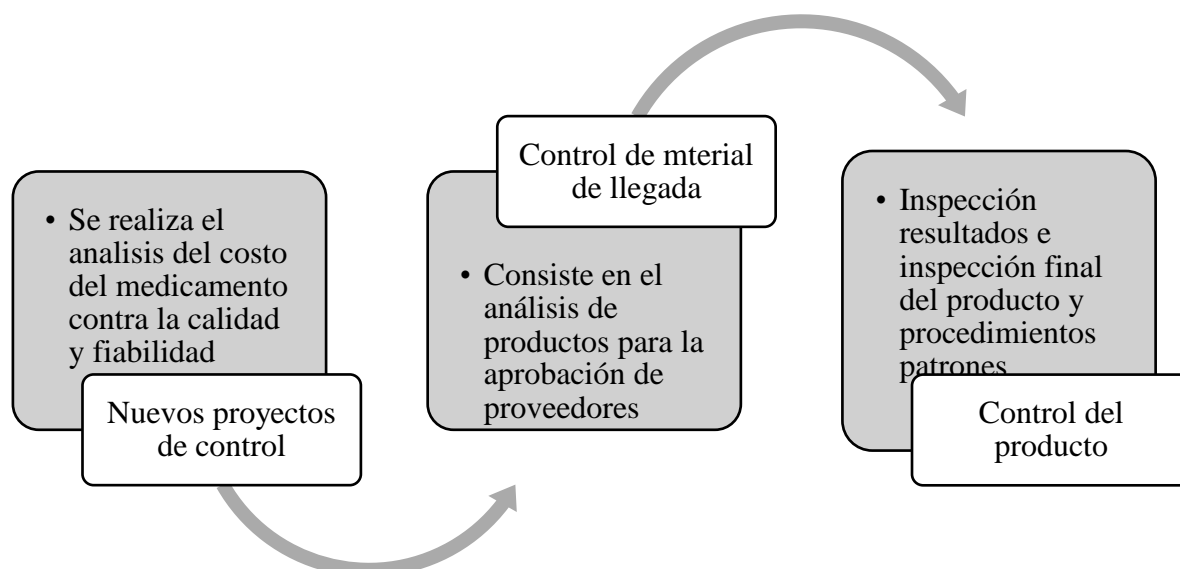 • Se realiza el
analisis del costo
del medicamento
contra la calidad
y fiabilidad
Nuevos proyectos
de control
Control de mterial
de llegada
• Consiste en el
análisis de
productos para la
aprobación de
proveedores
• Inspección
resultados e
inspección final
del producto y
procedimientos
patrones
Control del
producto